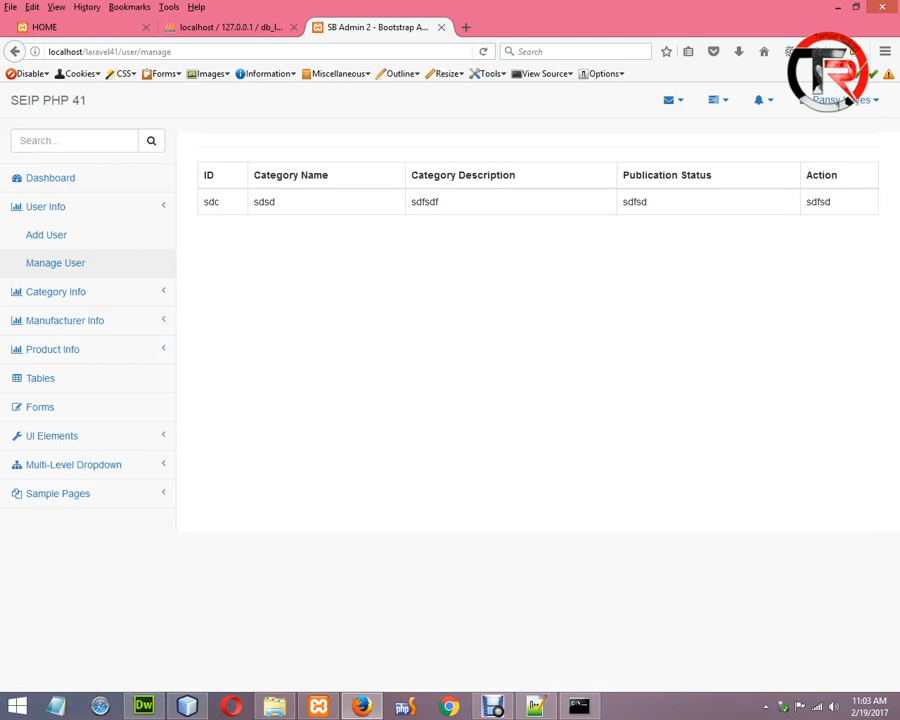 File Edit View History Bookmarks Tools Help
HOME
localhost / 127.0.0.1 / db_l...
SB Admin 2 - Bootstrap A...
localhost/laravel41/user/manage
Search
Disable Cookies CSS Forms Images Information Miscellaneous Outline Resize Tools View Source Options
SEIP PHP 41
TR
Search...
Dashboard
User Info
Add User
Manage User
Category Info
Manufacturer Info
Product Info
Tables
Forms
UI Elements
Multi-Level Dropdown
Sample Pages
ID Category Name Category Description Publication Status Action
sdc sdsd sdfsdf sdfsd sdfsd
Dw
php
11:03 AM
2/19/2017